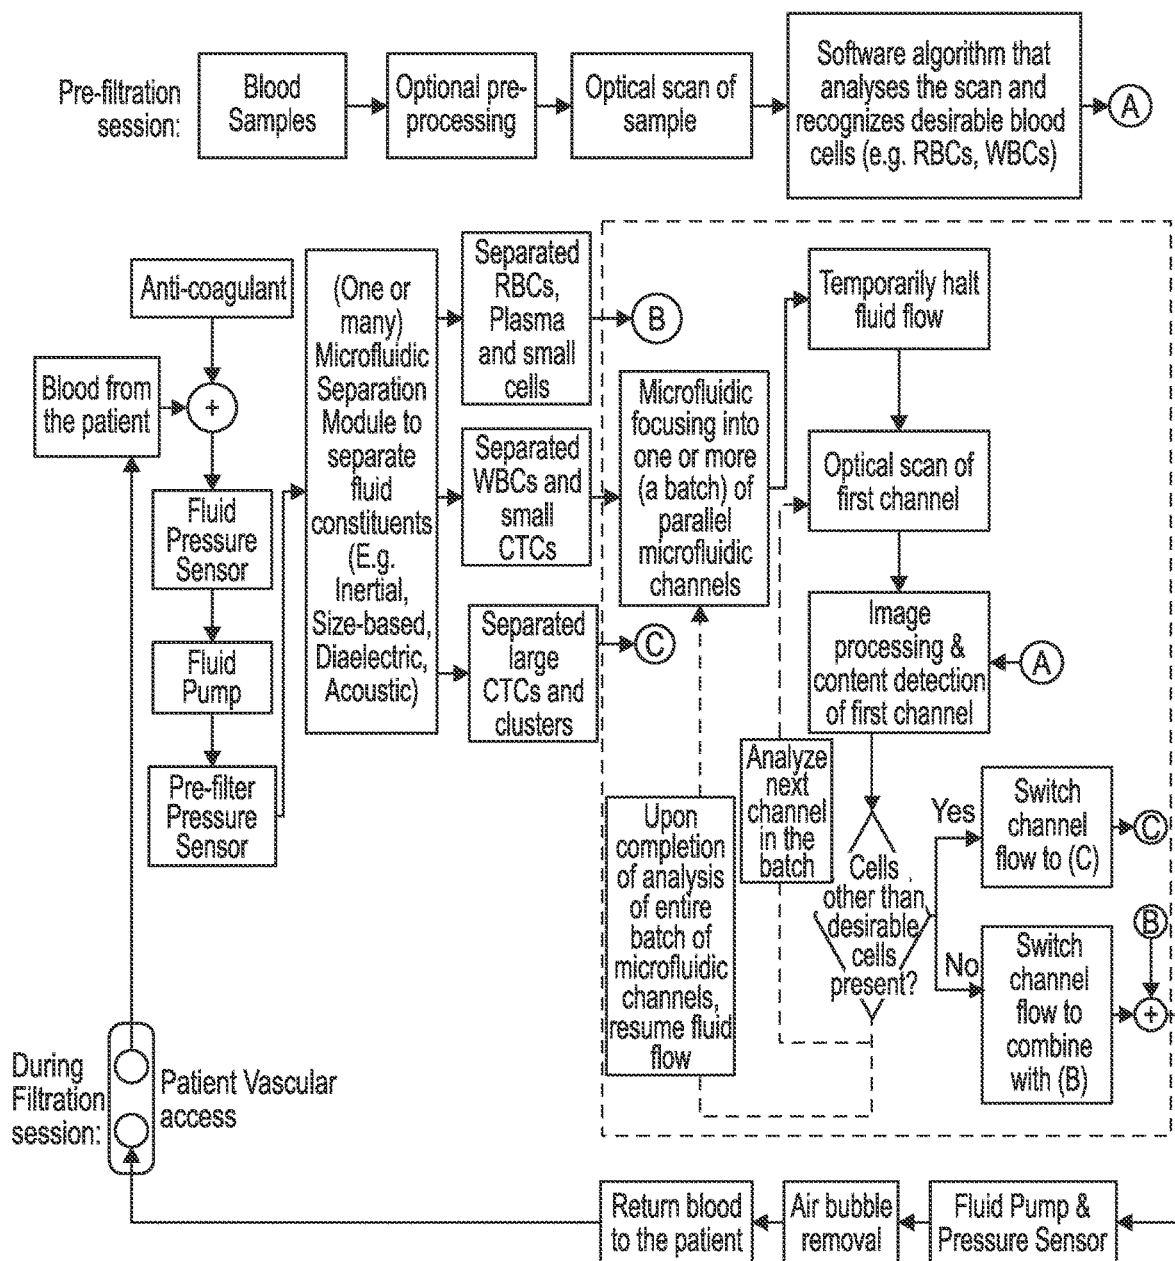 Pre-filtration
session:
Blood
Samples
Optional pre-
processing
Optical scan of
sample
Software algorithm that
analyses the scan and
recognizes desirable blood
cells (e.g. RBCs, WBCs)
A
Anti-coagulant
Blood from
the patient
+
Fluid
Pressure
Sensor
Fluid
Pump
Pre-filter
Pressure
Sensor
(One or
many)
Microfluidic
Separation
Module to
separate
fluid
constituents
(E.g.
Inertial,
Size-based,
Diaelectric,
Acoustic)
Separated
RBCs,
Plasma
and small
cells
B
Separated
WBCs and
small
CTCs
Separated
large
CTCs and
clusters
C
Microfluidic
focusing into
one or more
(a batch) of
parallel
microfluidic
channels
Temporarily halt
fluid flow
Optical scan of
first channel
Image
processing &
content detection
of first channel
A
Analyze
next
channel
in the
batch
Upon
completion
of analysis
of entire
batch of
microfluidic
channels,
resume fluid
flow
Cells
other than
desirable
cells
present?
Yes
Switch
channel
flow to (C)
C
No
Switch
channel
flow to
combine
with (B)
B
+
During
Filtration
session:
Patient Vascular
access
Return blood
to the patient
Air bubble
removal
Fluid Pump &
Pressure Sensor